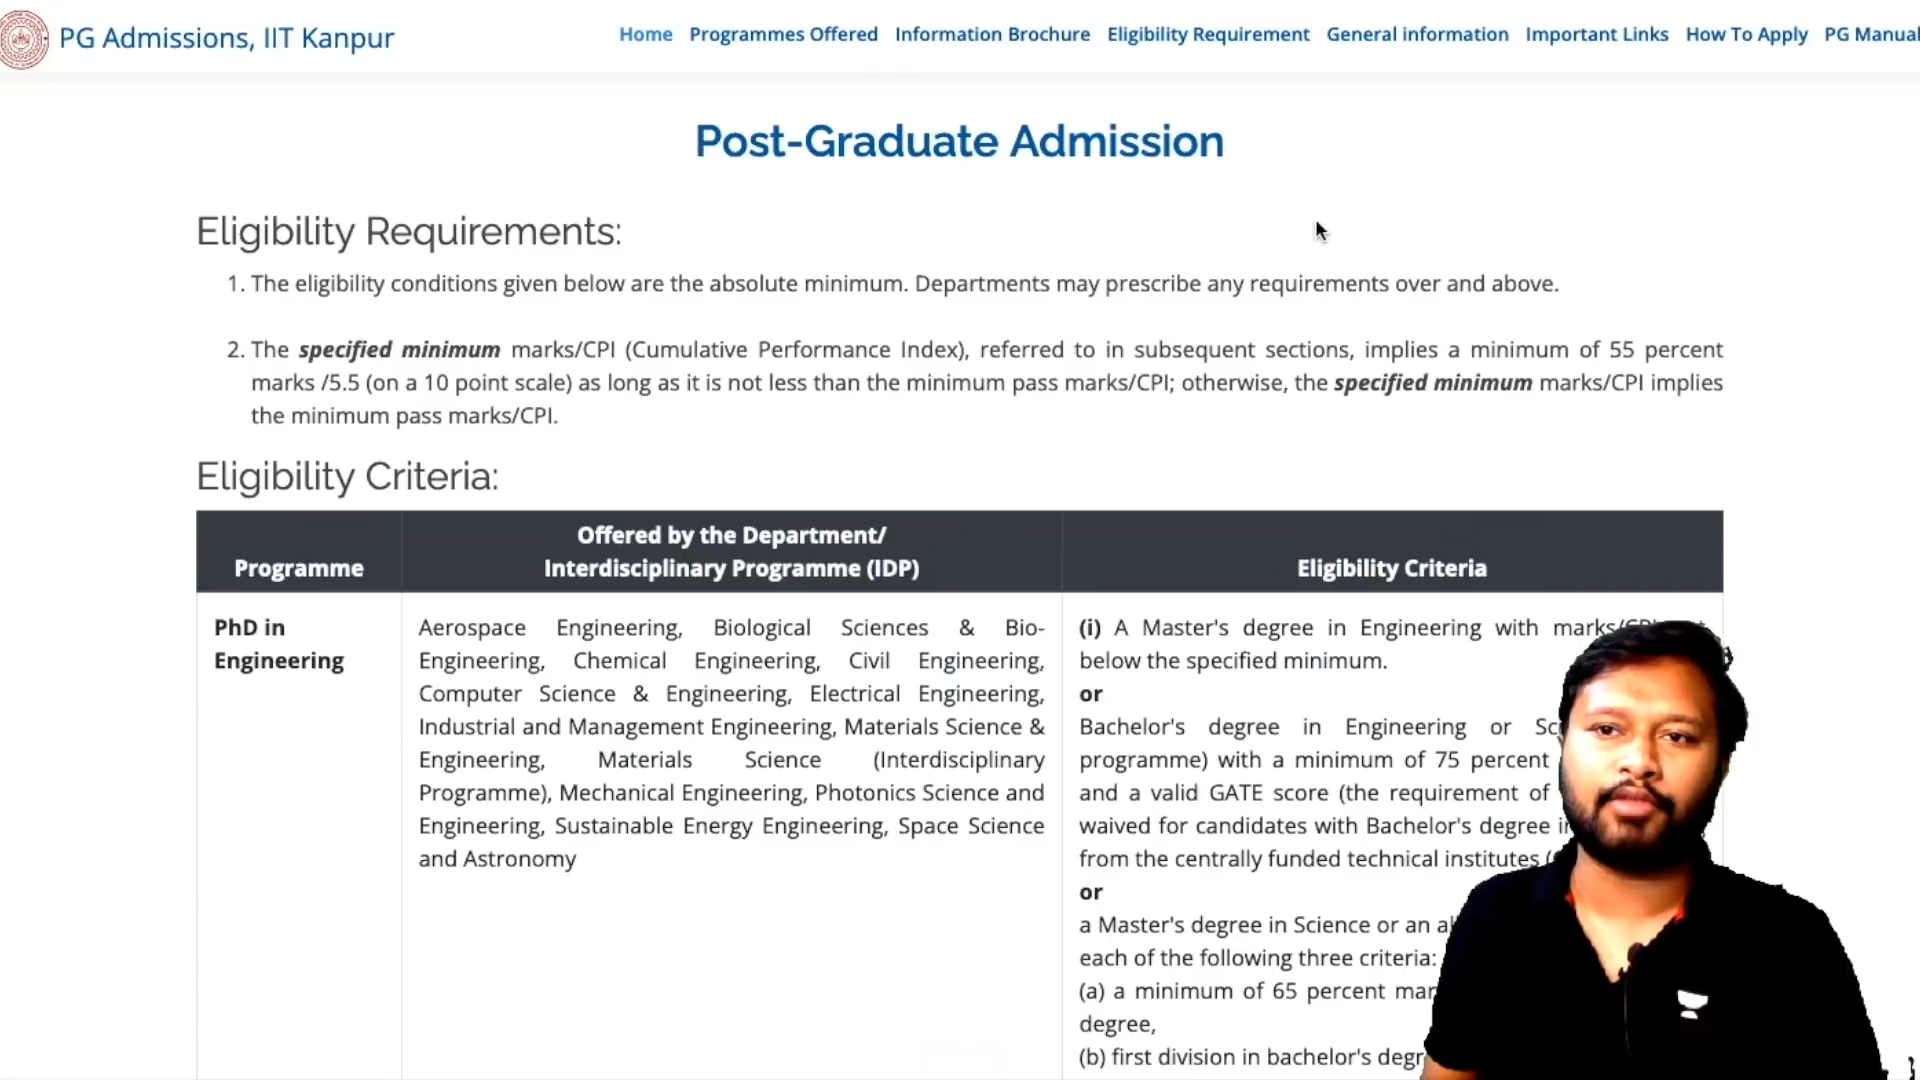 PG Admissions, IIT Kanpur
Home Programmes Offered Information Brochure Eligibility Requirement General information Important Links How To Apply PG Manual
Post-Graduate Admission
Eligibility Requirements:
1. The eligibility conditions given below are the absolute minimum. Departments may prescribe any requirements over and above.
2. The specified minimum marks/CPI (Cumulative Performance Index), referred to in subsequent sections, implies a minimum of 55 percent
marks /5.5 (on a 10 point scale) as long as it is not less than the minimum pass marks/CPI; otherwise, the specified minimum marks/CPI implies
the minimum pass marks/CPI.
Eligibility Criteria:
Programme
Offered by the Department/
Interdisciplinary Programme (IDP)
Eligibility Criteria
PhD in
Engineering
Aerospace Engineering, Biological Sciences & Bio-
Engineering, Chemical Engineering, Civil Engineering,
Computer Science & Engineering, Electrical Engineering,
Industrial and Management Engineering, Materials Science &
Engineering, Materials Science (Interdisciplinary
Programme), Mechanical Engineering, Photonics Science and
Engineering, Sustainable Energy Engineering, Space Science
and Astronomy
(i) A Master's degree in Engineering with
below the specified minimum.
or
Bachelor's degree in Engineering or
programme) with a minimum of 75 percent
and a valid GATE score (the requirement of
waived for candidates with Bachelor's degree
from the centrally funded technical institutes
or
a Master's degree in Science or an
each of the following three criteria:
(a) a minimum of 65 percent
degree,
(b) first division in bachelor's